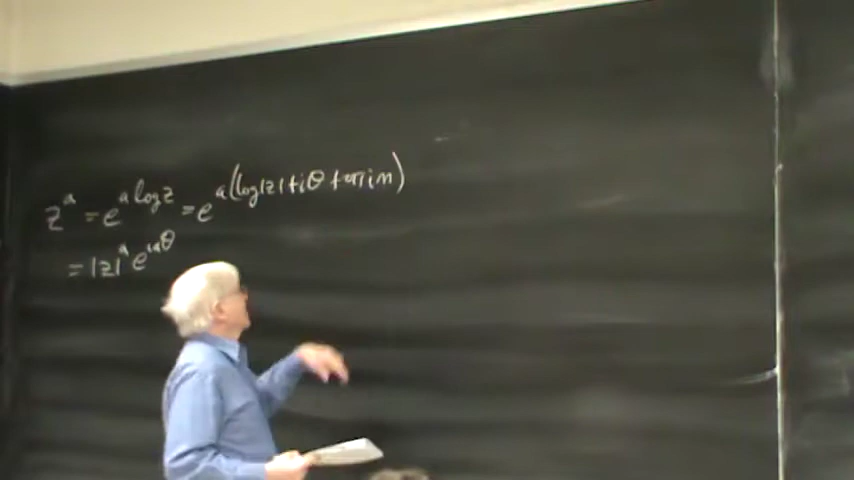 z^a = e^{a log z} = e^{a(log|z| + iθ + 2πin)}
= |z|^a e^{iaθ}